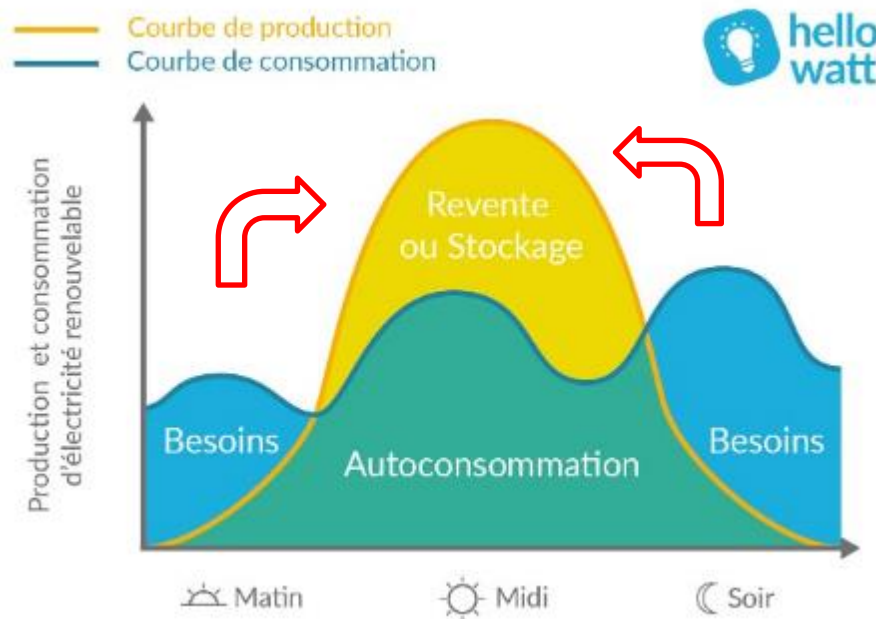 Courbe de production
Courbe de consommation
hello
watt
Production et consommation
d'électricité renouvelable
Revente
ou Stockage
Besoins
Autoconsommation
Besoins
Matin
Midi
Soir